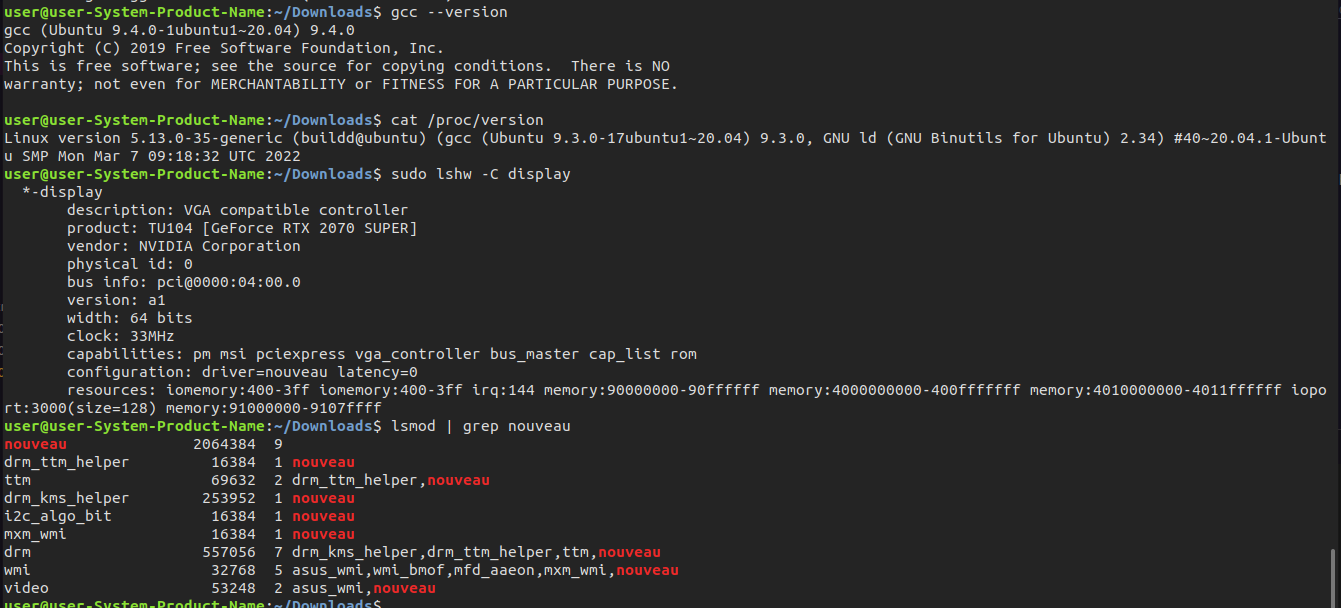 user@user-System-Product-Name:~/Downloads$ gcc --version
gcc (Ubuntu 9.4.0-1ubuntu1~20.04) 9.4.0
Copyright (C) 2019 Free Software Foundation, Inc.
This is free software; see the source for copying conditions.  There is NO
warranty; not even for MERCHANTABILITY or FITNESS FOR A PARTICULAR PURPOSE.

user@user-System-Product-Name:~/Downloads$ cat /proc/version
Linux version 5.13.0-35-generic (buildd@ubuntu) (gcc (Ubuntu 9.3.0-17ubuntu1~20.04) 9.3.0, GNU ld (GNU Binutils for Ubuntu) 2.34) #40~20.04.1-Ubunt
u SMP Mon Mar 7 09:18:32 UTC 2022
user@user-System-Product-Name:~/Downloads$ sudo lshw -C display
  *-display
       description: VGA compatible controller
       product: TU104 [GeForce RTX 2070 SUPER]
       vendor: NVIDIA Corporation
       physical id: 0
       bus info: pci@0000:04:00.0
       version: a1
       width: 64 bits
       clock: 33MHz
       capabilities: pm msi pciexpress vga_controller bus_master cap_list rom
       configuration: driver=nouveau latency=0
       resources: iomemory:400-3ff iomemory:400-3ff irq:144 memory:90000000-90ffffff memory:4000000000-400fffffff memory:4010000000-4011ffffff iopo
rt:3000(size=128) memory:91000000-9107ffff
user@user-System-Product-Name:~/Downloads$ lsmod | grep nouveau
nouveau              2064384  9
drm_ttm_helper         16384  1 nouveau
ttm                    69632  2 drm_ttm_helper,nouveau
drm_kms_helper        253952  1 nouveau
i2c_algo_bit           16384  1 nouveau
mxm_wmi                16384  1 nouveau
drm                   557056  7 drm_kms_helper,drm_ttm_helper,ttm,nouveau
wmi                    32768  5 asus_wmi,wmi_bmof,mfd_aaeon,mxm_wmi,nouveau
video                  53248  2 asus_wmi,nouveau
user@user-System-Product-Name:~/Downloads$